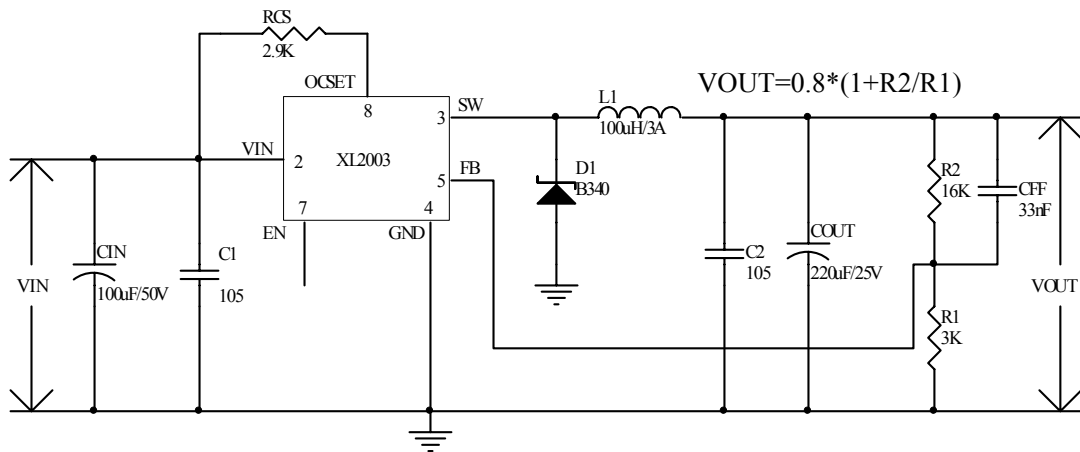 RCS
2.9K
OCSET
8
VOUT=0.8*(1+R2/R1)
L1
100uH/3A
SW
3
VIN
2
XL2003
FB
5
D1
B340
R2
16K
CFF
33nF
7
4
EN
GND
CIN
100uF/50V
C1
105
C2
105
COUT
220uF/25V
VIN
VOUT
R1
3K